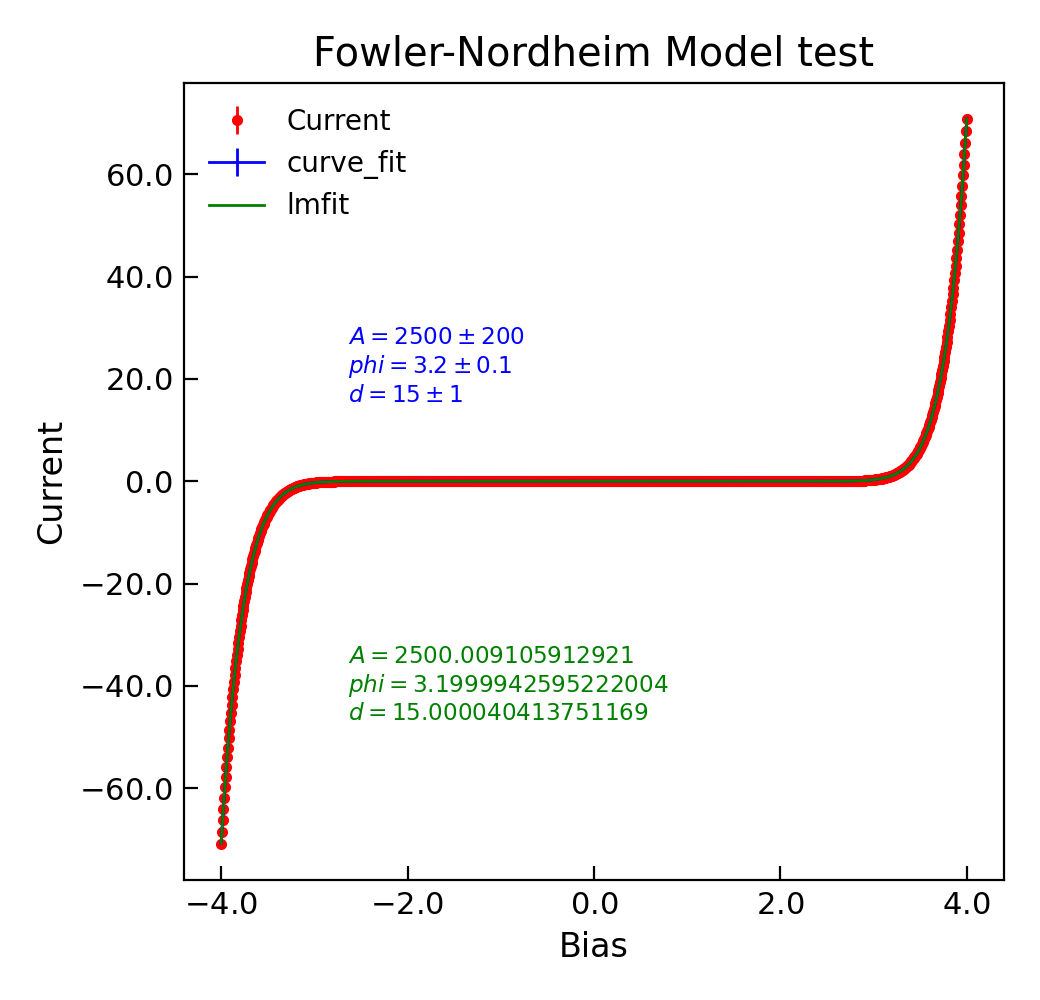 Fowler-Nordheim Model test
Current
curve_fit
lmfit
60.0
40.0
20.0
0.0
−20.0
−40.0
−60.0
A = 2500 ± 200
phi = 3.2 ± 0.1
d = 15 ± 1
A = 2500.009105912921
phi = 3.1999942595222004
d = 15.000040413751169
Current
−4.0 −2.0 0.0 2.0 4.0
Bias